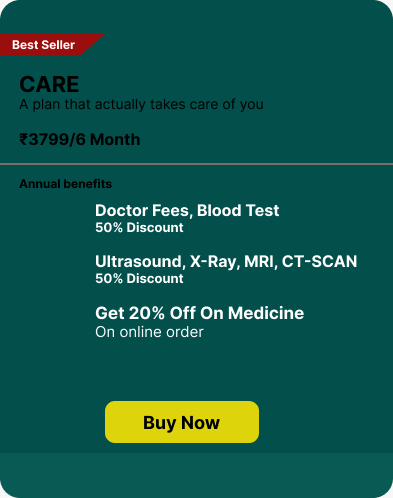 Best Seller
CARE
A plan that actually takes care of you
₹3799/6 Month
Annual benefits
Doctor Fees, Blood Test
50% Discount
Ultrasound, X-Ray, MRI, CT-SCAN
50% Discount
Get 20% Off On Medicine
On online order
Buy Now